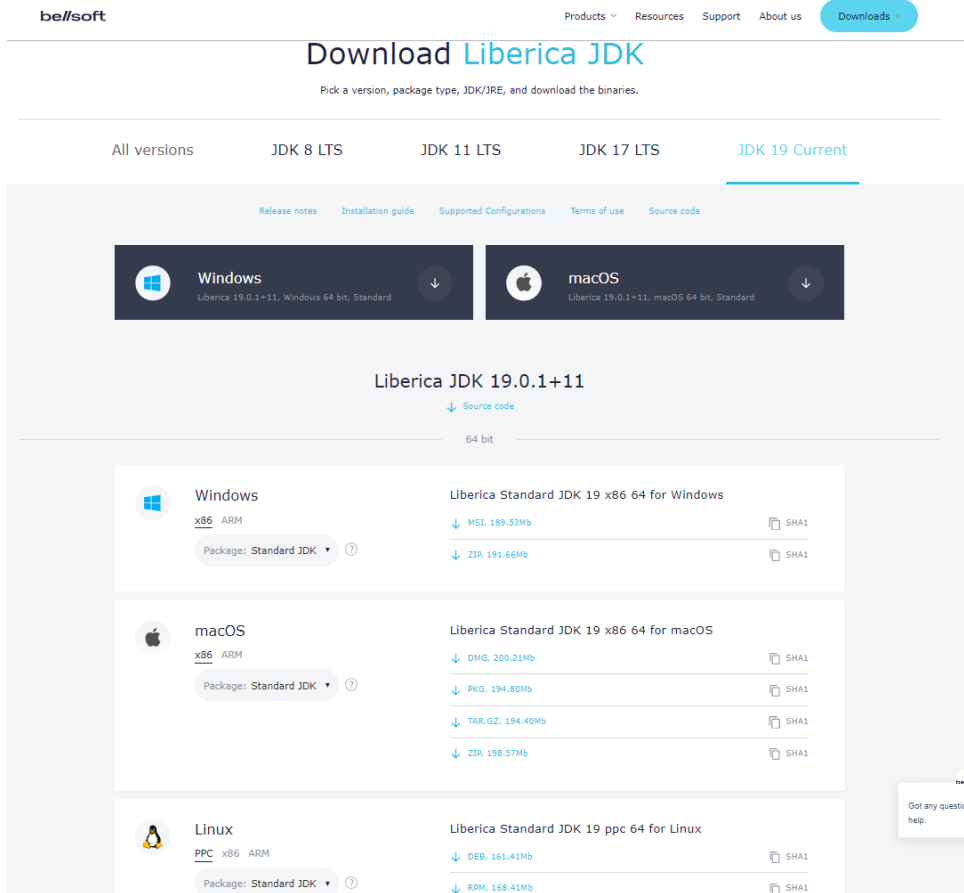 bellsoft
Products Resources Support About us Downloads
Download Liberica JDK
Pick a version, package type, JDK/JRE, and download the binaries.
All versions JDK 8 LTS JDK 11 LTS JDK 17 LTS JDK 19 Current
Release notes Installation guide Supported Configurations Terms of use Source code
Windows
Liberica 19.0.1+11, Windows 64 bit, Standard
macOS
Liberica 19.0.1+11, macOS 64 bit, Standard
Liberica JDK 19.0.1+11
Source code
64 bit
Windows
x86 ARM
Package: Standard JDK ?
Liberica Standard JDK 19 x86 64 for Windows
MSI, 189.53Mb SHA1
ZIP, 191.66Mb SHA1
macOS
x86 ARM
Package: Standard JDK ?
Liberica Standard JDK 19 x86 64 for macOS
DMG, 200.21Mb SHA1
PKG, 194.80Mb SHA1
TAR.GZ, 194.40Mb SHA1
ZIP, 198.57Mb SHA1
Linux
PPC x86 ARM
Package: Standard JDK ?
Liberica Standard JDK 19 ppc 64 for Linux
DEB, 161.41Mb SHA1
RPM, 168.41Mb SHA1
Got any
help.